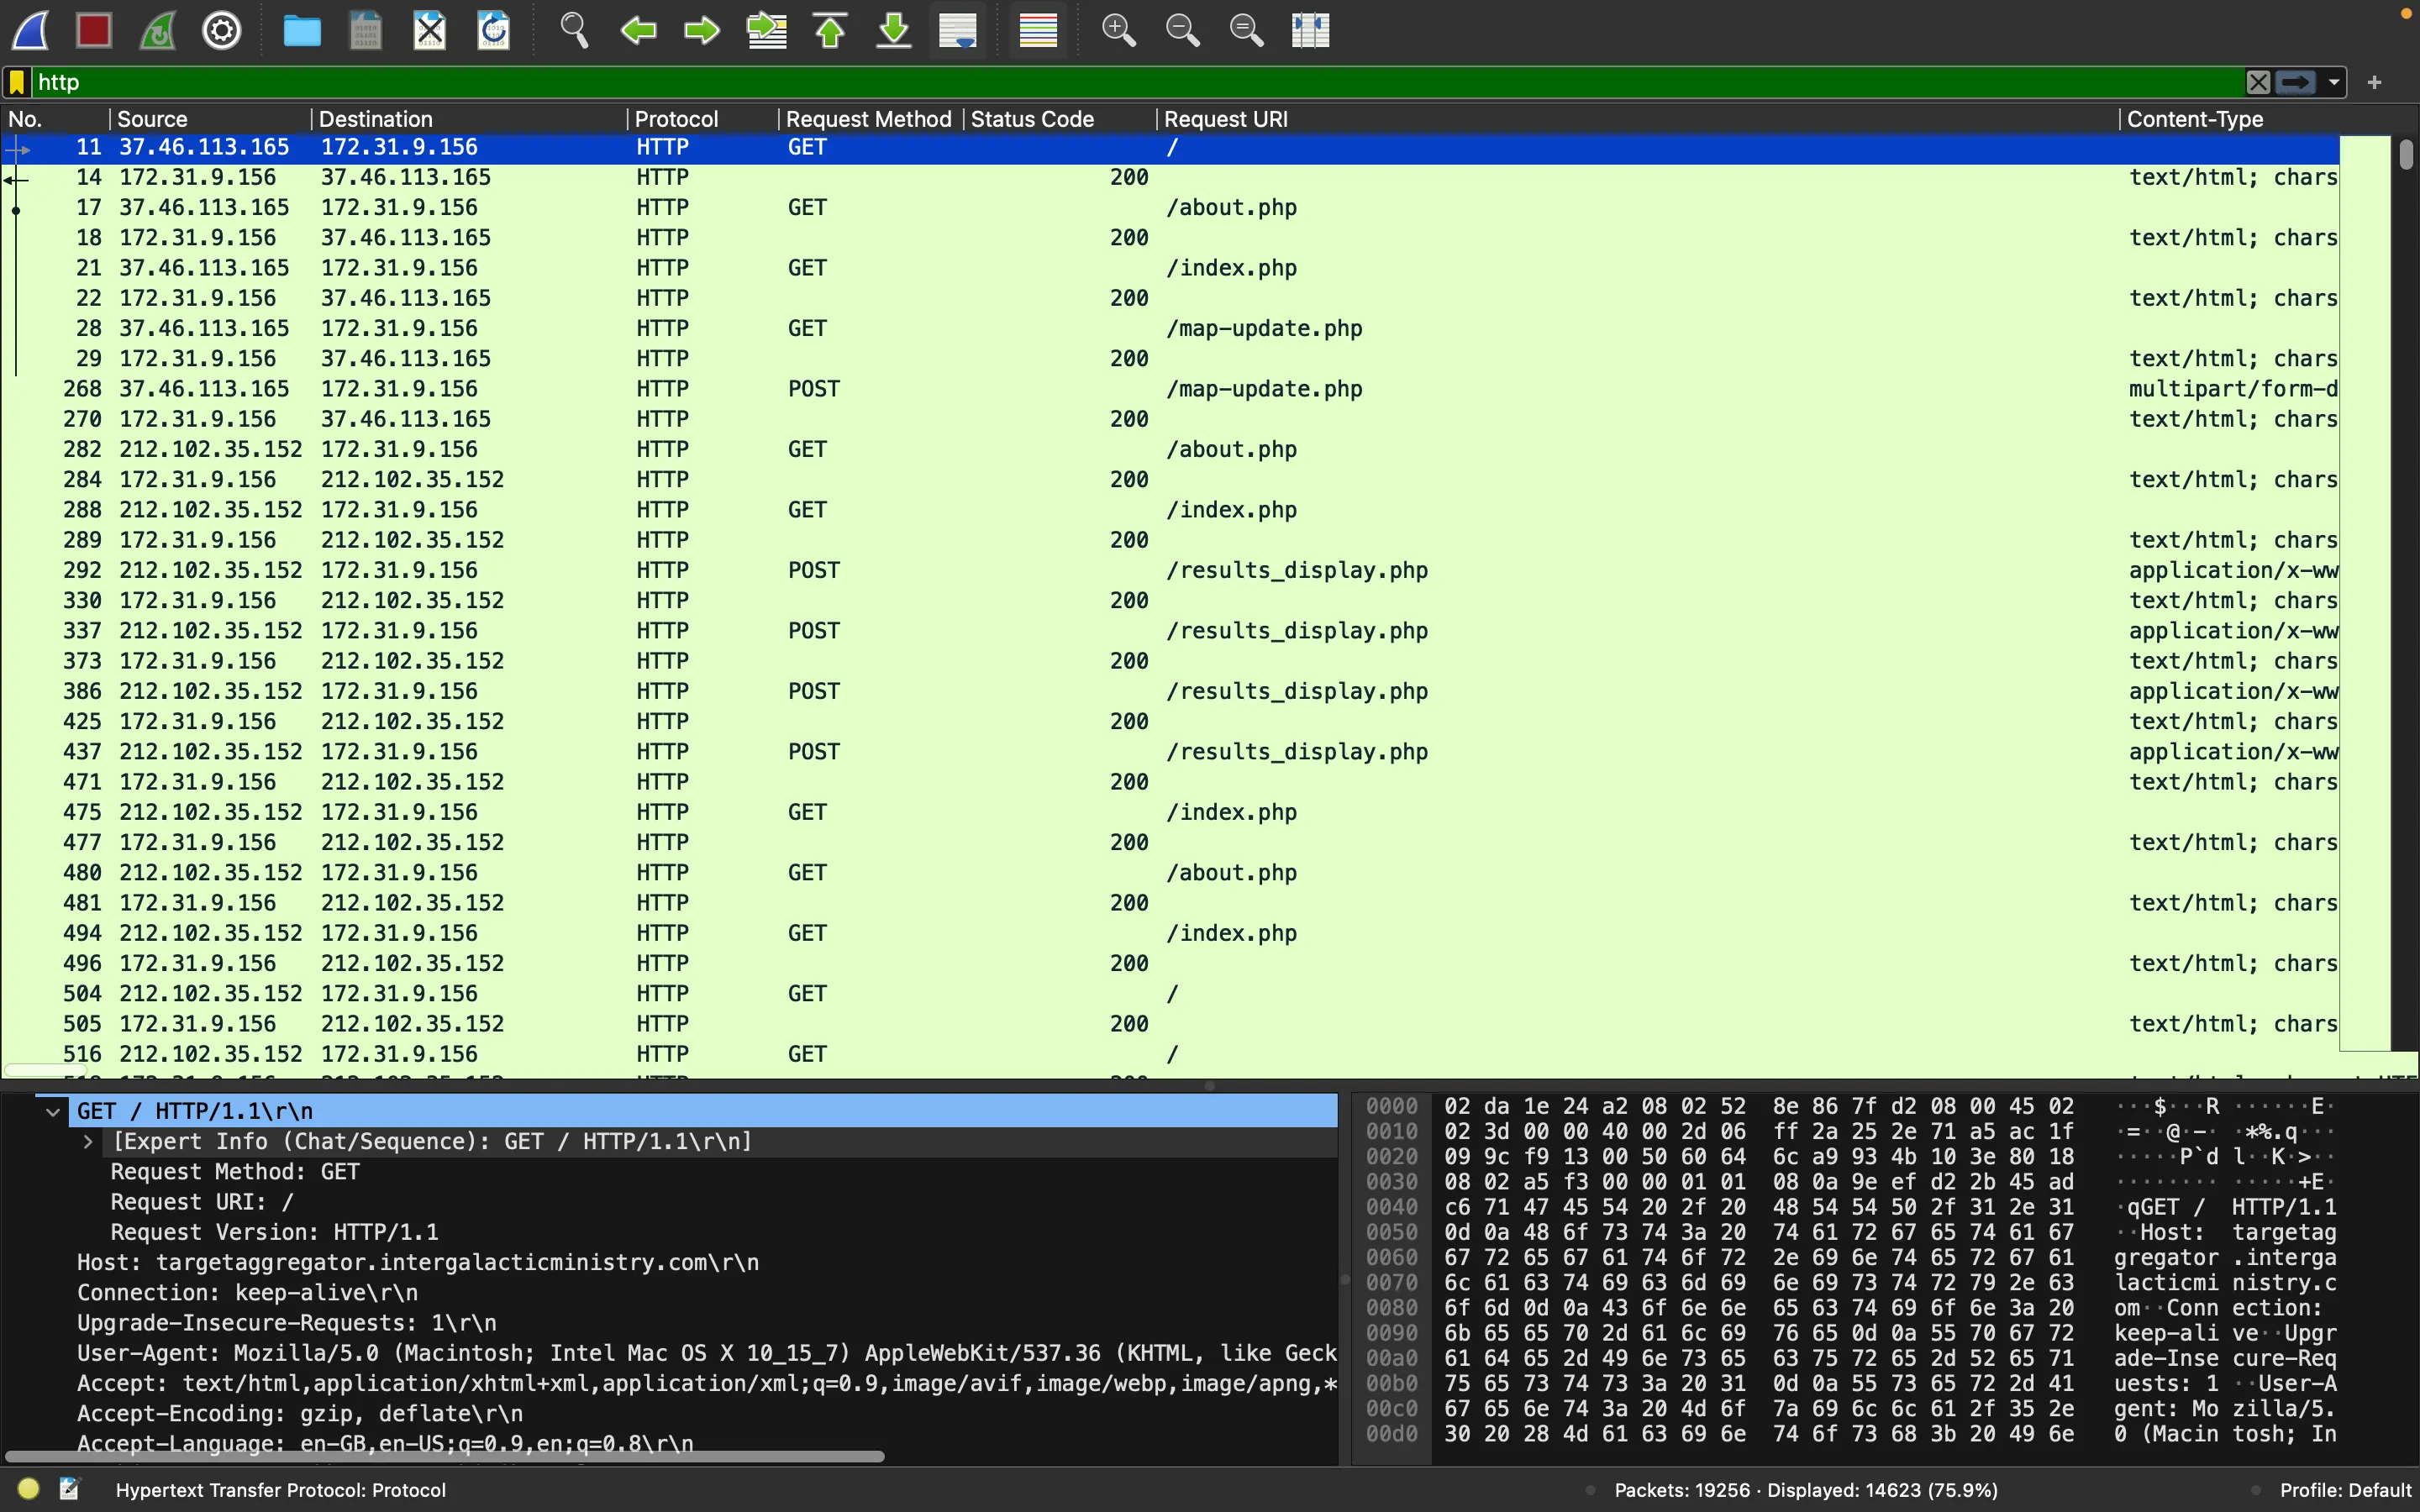 http
No. Source Destination Protocol Request Method Status Code Request URI Content-Type
11 37.46.113.165 172.31.9.156 HTTP GET /
14 172.31.9.156 37.46.113.165 HTTP 200 text/html; chars
17 37.46.113.165 172.31.9.156 HTTP GET /about.php
18 172.31.9.156 37.46.113.165 HTTP 200 text/html; chars
21 37.46.113.165 172.31.9.156 HTTP GET /index.php
22 172.31.9.156 37.46.113.165 HTTP 200 text/html; chars
28 37.46.113.165 172.31.9.156 HTTP GET /map-update.php
29 172.31.9.156 37.46.113.165 HTTP 200 text/html; chars
268 37.46.113.165 172.31.9.156 HTTP POST /map-update.php multipart/form-d
270 172.31.9.156 37.46.113.165 HTTP 200 text/html; chars
282 212.102.35.152 172.31.9.156 HTTP GET /about.php
284 172.31.9.156 212.102.35.152 HTTP 200 text/html; chars
288 212.102.35.152 172.31.9.156 HTTP GET /index.php
289 172.31.9.156 212.102.35.152 HTTP 200 text/html; chars
292 212.102.35.152 172.31.9.156 HTTP POST /results_display.php application/x-ww
330 172.31.9.156 212.102.35.152 HTTP 200 text/html; chars
337 212.102.35.152 172.31.9.156 HTTP POST /results_display.php application/x-ww
373 172.31.9.156 212.102.35.152 HTTP 200 text/html; chars
386 212.102.35.152 172.31.9.156 HTTP POST /results_display.php application/x-ww
425 172.31.9.156 212.102.35.152 HTTP 200 text/html; chars
437 212.102.35.152 172.31.9.156 HTTP POST /results_display.php application/x-ww
471 172.31.9.156 212.102.35.152 HTTP 200 text/html; chars
475 212.102.35.152 172.31.9.156 HTTP GET /index.php
477 172.31.9.156 212.102.35.152 HTTP 200 text/html; chars
480 212.102.35.152 172.31.9.156 HTTP GET /about.php
481 172.31.9.156 212.102.35.152 HTTP 200 text/html; chars
494 212.102.35.152 172.31.9.156 HTTP GET /index.php
496 172.31.9.156 212.102.35.152 HTTP 200 text/html; chars
504 212.102.35.152 172.31.9.156 HTTP GET /
505 172.31.9.156 212.102.35.152 HTTP 200 text/html; chars
516 212.102.35.152 172.31.9.156 HTTP GET /
GET / HTTP/1.1\r\n
[Expert Info (Chat/Sequence): GET / HTTP/1.1\r\n]
Request Method: GET
Request URI: /
Request Version: HTTP/1.1
Host: targetaggregator.intergalacticministry.com\r\n
Connection: keep-alive\r\n
Upgrade-Insecure-Requests: 1\r\n
User-Agent: Mozilla/5.0 (Macintosh; Intel Mac OS X 10_15_7) AppleWebKit/537.36 (KHTML, like Geck
Accept: text/html,application/xhtml+xml,application/xml;q=0.9,image/avif,image/webp,image/apng,*
Accept-Encoding: gzip, deflate\r\n
Accept-Language: en-GB,en-US;q=0.9,en;q=0.8\r\n
0000 02 da 1e 24 a2 08 02 52 8e 86 7f d2 08 00 45 02 ···$···R ······E·
0010 02 3d 00 00 40 00 2d 06 ff 2a 25 2e 71 a5 ac 1f ·=··@·-· ·*%.q···
0020 09 9c f9 13 00 50 60 64 6c a9 93 4b 10 3e 80 18 ·····P`d l··K·>··
0030 08 02 a5 f3 00 00 01 01 08 0a 9e ef d2 2b 45 ad ········ ·····+E·
0040 c6 71 47 45 54 20 2f 20 48 54 54 50 2f 31 2e 31 ·qGET / HTTP/1.1
0050 0d 0a 48 6f 73 74 3a 20 74 61 72 67 65 74 61 67 ··Host: targetag
0060 67 72 65 67 61 74 6f 72 2e 69 6e 74 65 72 67 61 gregator .interga
0070 6c 61 63 74 69 63 6d 69 6e 69 73 74 72 79 2e 63 lacticmi nistry.c
0080 6f 6d 0d 0a 43 6f 6e 6e 65 63 74 69 6f 6e 3a 20 om··Conn ection:
0090 6b 65 65 70 2d 61 6c 69 76 65 0d 0a 55 70 67 72 keep-ali ve··Upgr
00a0 61 64 65 2d 49 6e 73 65 63 75 72 65 2d 52 65 71 ade-Inse cure-Req
00b0 75 65 73 74 73 3a 20 31 0d 0a 55 73 65 72 2d 41 uests: 1 ··User-A
00c0 67 65 6e 74 3a 20 4d 6f 7a 69 6c 6c 61 2f 35 2e gent: Mo zilla/5.
00d0 30 20 28 4d 61 63 69 6e 74 6f 73 68 3b 20 49 6e 0 (Macin tosh; In
Hypertext Transfer Protocol: Protocol Packets: 19256 · Displayed: 14623 (75.9%) Profile: Default